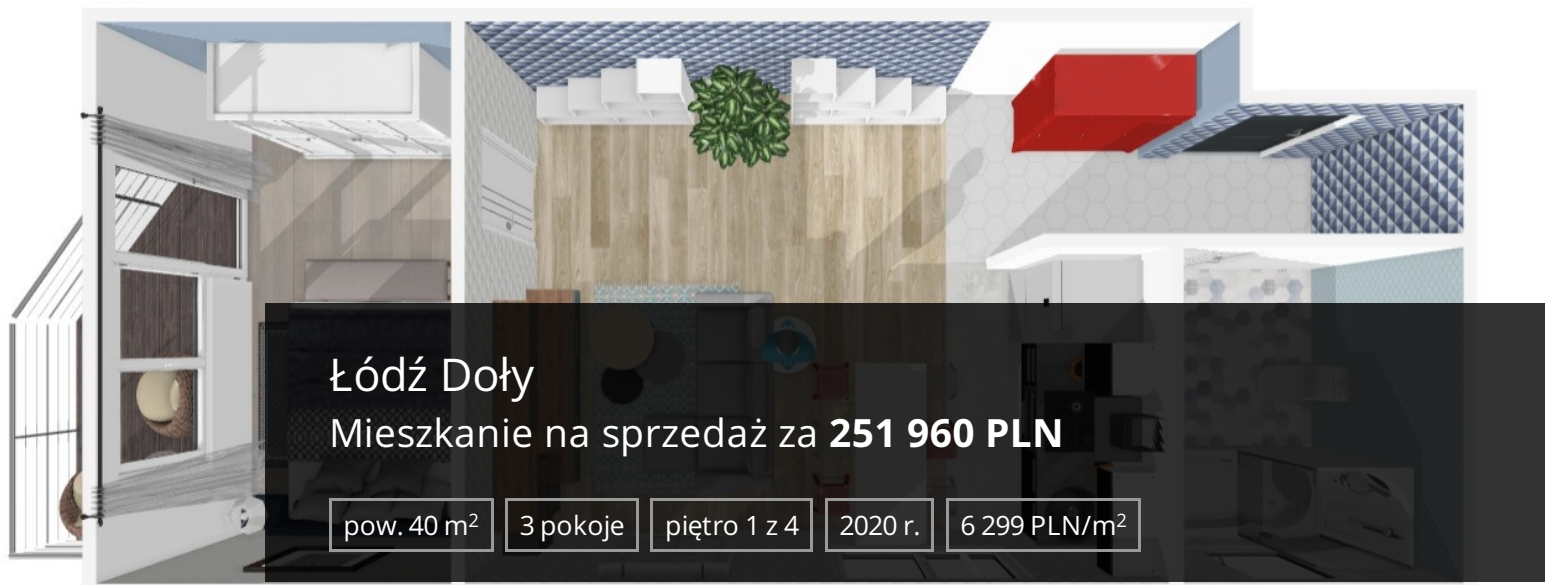 Łódź Doły
Mieszkanie na sprzedaż za 251 960 PLN
pow. 40 m² 3 pokoje piętro 1 z 4 2020 r. 6 299 PLN/m²